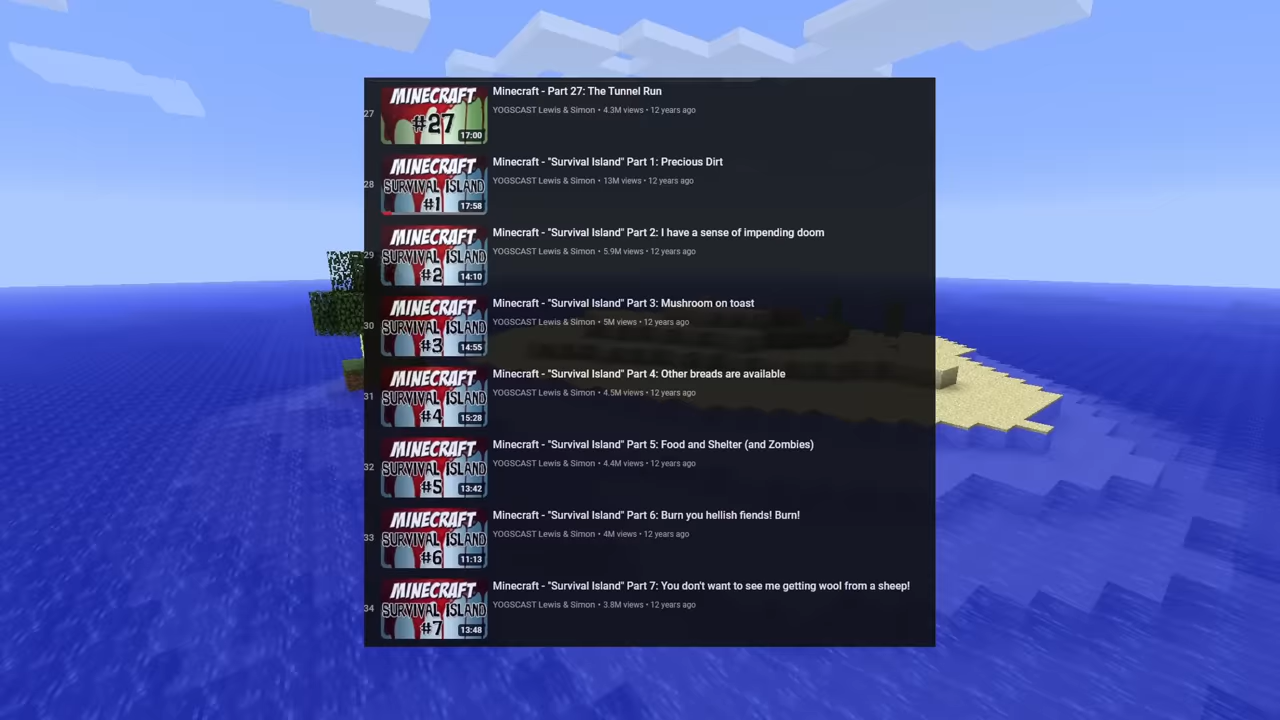 27
MINECRAFT
#27
17:00
Minecraft - Part 27: The Tunnel Run
YOGSCAST Lewis & Simon • 4.3M views • 12 years ago
28
MINECRAFT
SURVIVAL ISLAND
#1
17:58
Minecraft - "Survival Island" Part 1: Precious Dirt
YOGSCAST Lewis & Simon • 13M views • 12 years ago
29
MINECRAFT
SURVIVAL ISLAND
#2
14:10
Minecraft - "Survival Island" Part 2: I have a sense of impending doom
YOGSCAST Lewis & Simon • 5.9M views • 12 years ago
30
MINECRAFT
SURVIVAL ISLAND
#3
14:55
Minecraft - "Survival Island" Part 3: Mushroom on toast
YOGSCAST Lewis & Simon • 5M views • 12 years ago
31
MINECRAFT
SURVIVAL ISLAND
#4
15:28
Minecraft - "Survival Island" Part 4: Other breads are available
YOGSCAST Lewis & Simon • 4.5M views • 12 years ago
32
MINECRAFT
SURVIVAL ISLAND
#5
13:42
Minecraft - "Survival Island" Part 5: Food and Shelter (and Zombies)
YOGSCAST Lewis & Simon • 4.4M views • 12 years ago
33
MINECRAFT
SURVIVAL ISLAND
#6
11:13
Minecraft - "Survival Island" Part 6: Burn you hellish fiends! Burn!
YOGSCAST Lewis & Simon • 4M views • 12 years ago
34
MINECRAFT
SURVIVAL ISLAND
#7
13:48
Minecraft - "Survival Island" Part 7: You don't want to see me getting wool from a sheep!
YOGSCAST Lewis & Simon • 3.8M views • 12 years ago